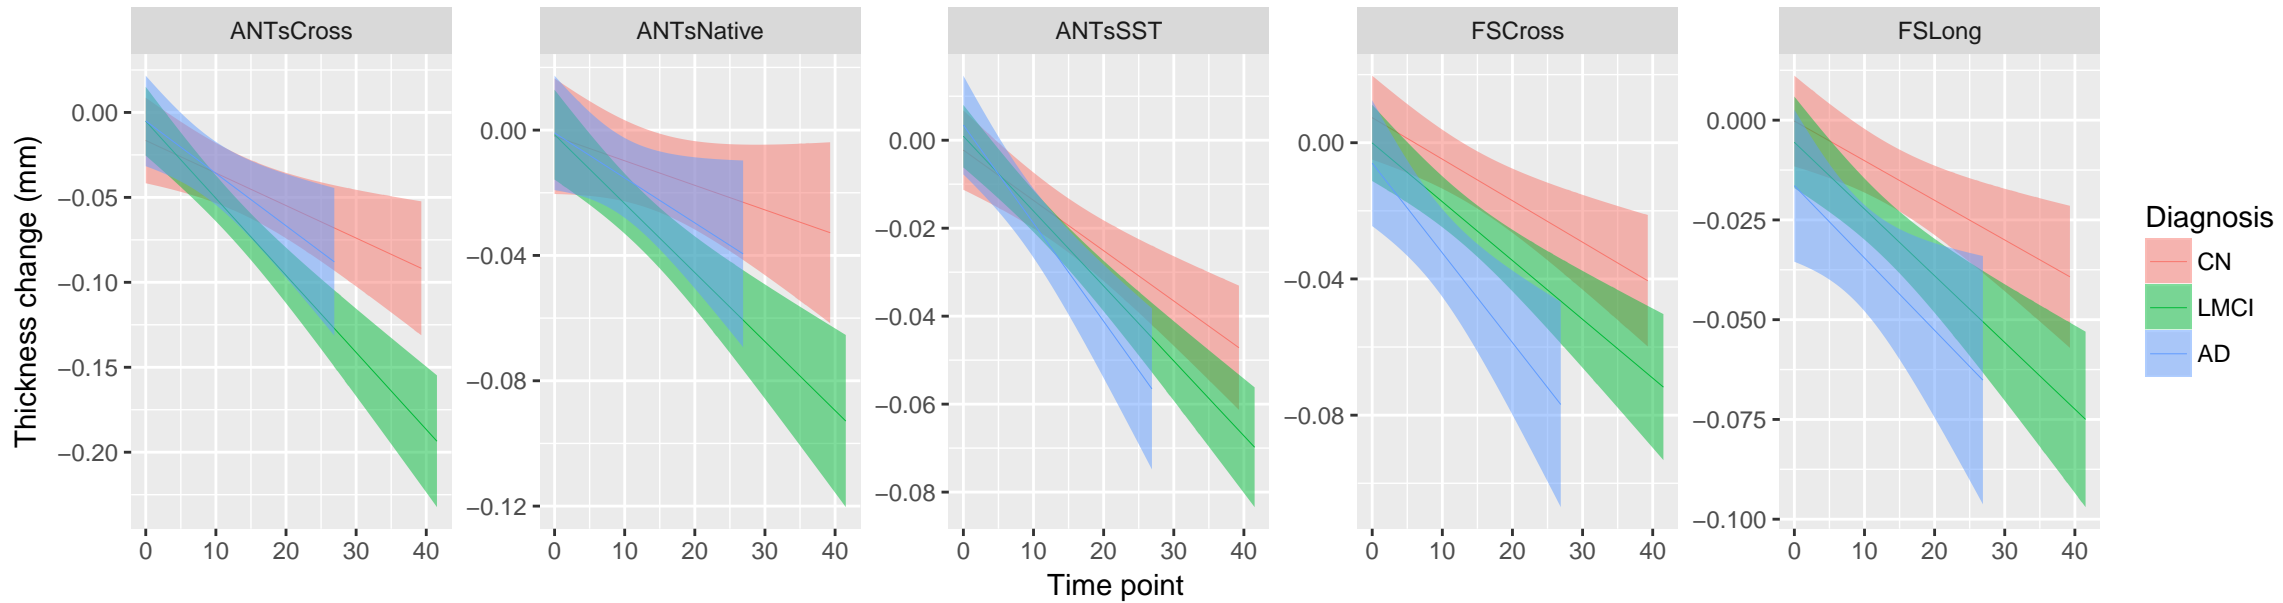 ANTsCross ANTsNative ANTsSST FSCross FSLong
Thickness change (mm)
0.00
−0.05
−0.10
−0.15
−0.20
0 10 20 30 40
0.00
−0.04
−0.08
−0.12
0 10 20 30 40
0.00
−0.02
−0.04
−0.06
−0.08
0 10 20 30 40
0.00
−0.04
−0.08
0 10 20 30 40
0.000
−0.025
−0.050
−0.075
−0.100
0 10 20 30 40
Time point
Diagnosis
CN
LMCI
AD